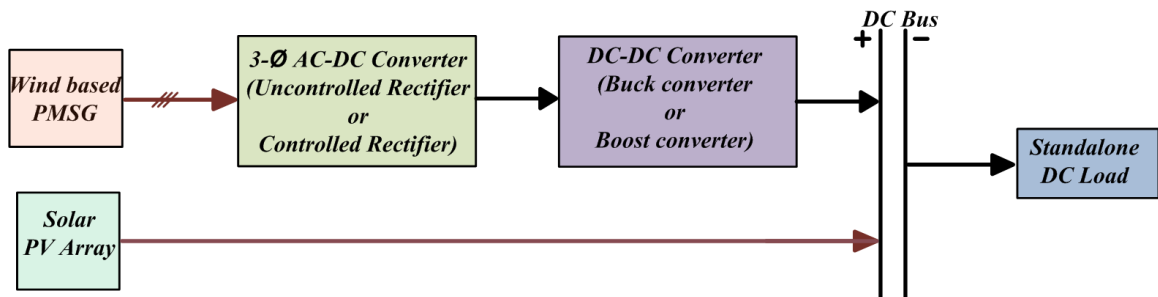 Wind based
PMSG
3-Ø AC-DC Converter
(Uncontrolled Rectifier
or
Controlled Rectifier)
DC-DC Converter
(Buck converter
or
Boost converter)
DC Bus
+ −
Standalone
DC Load
Solar
PV Array